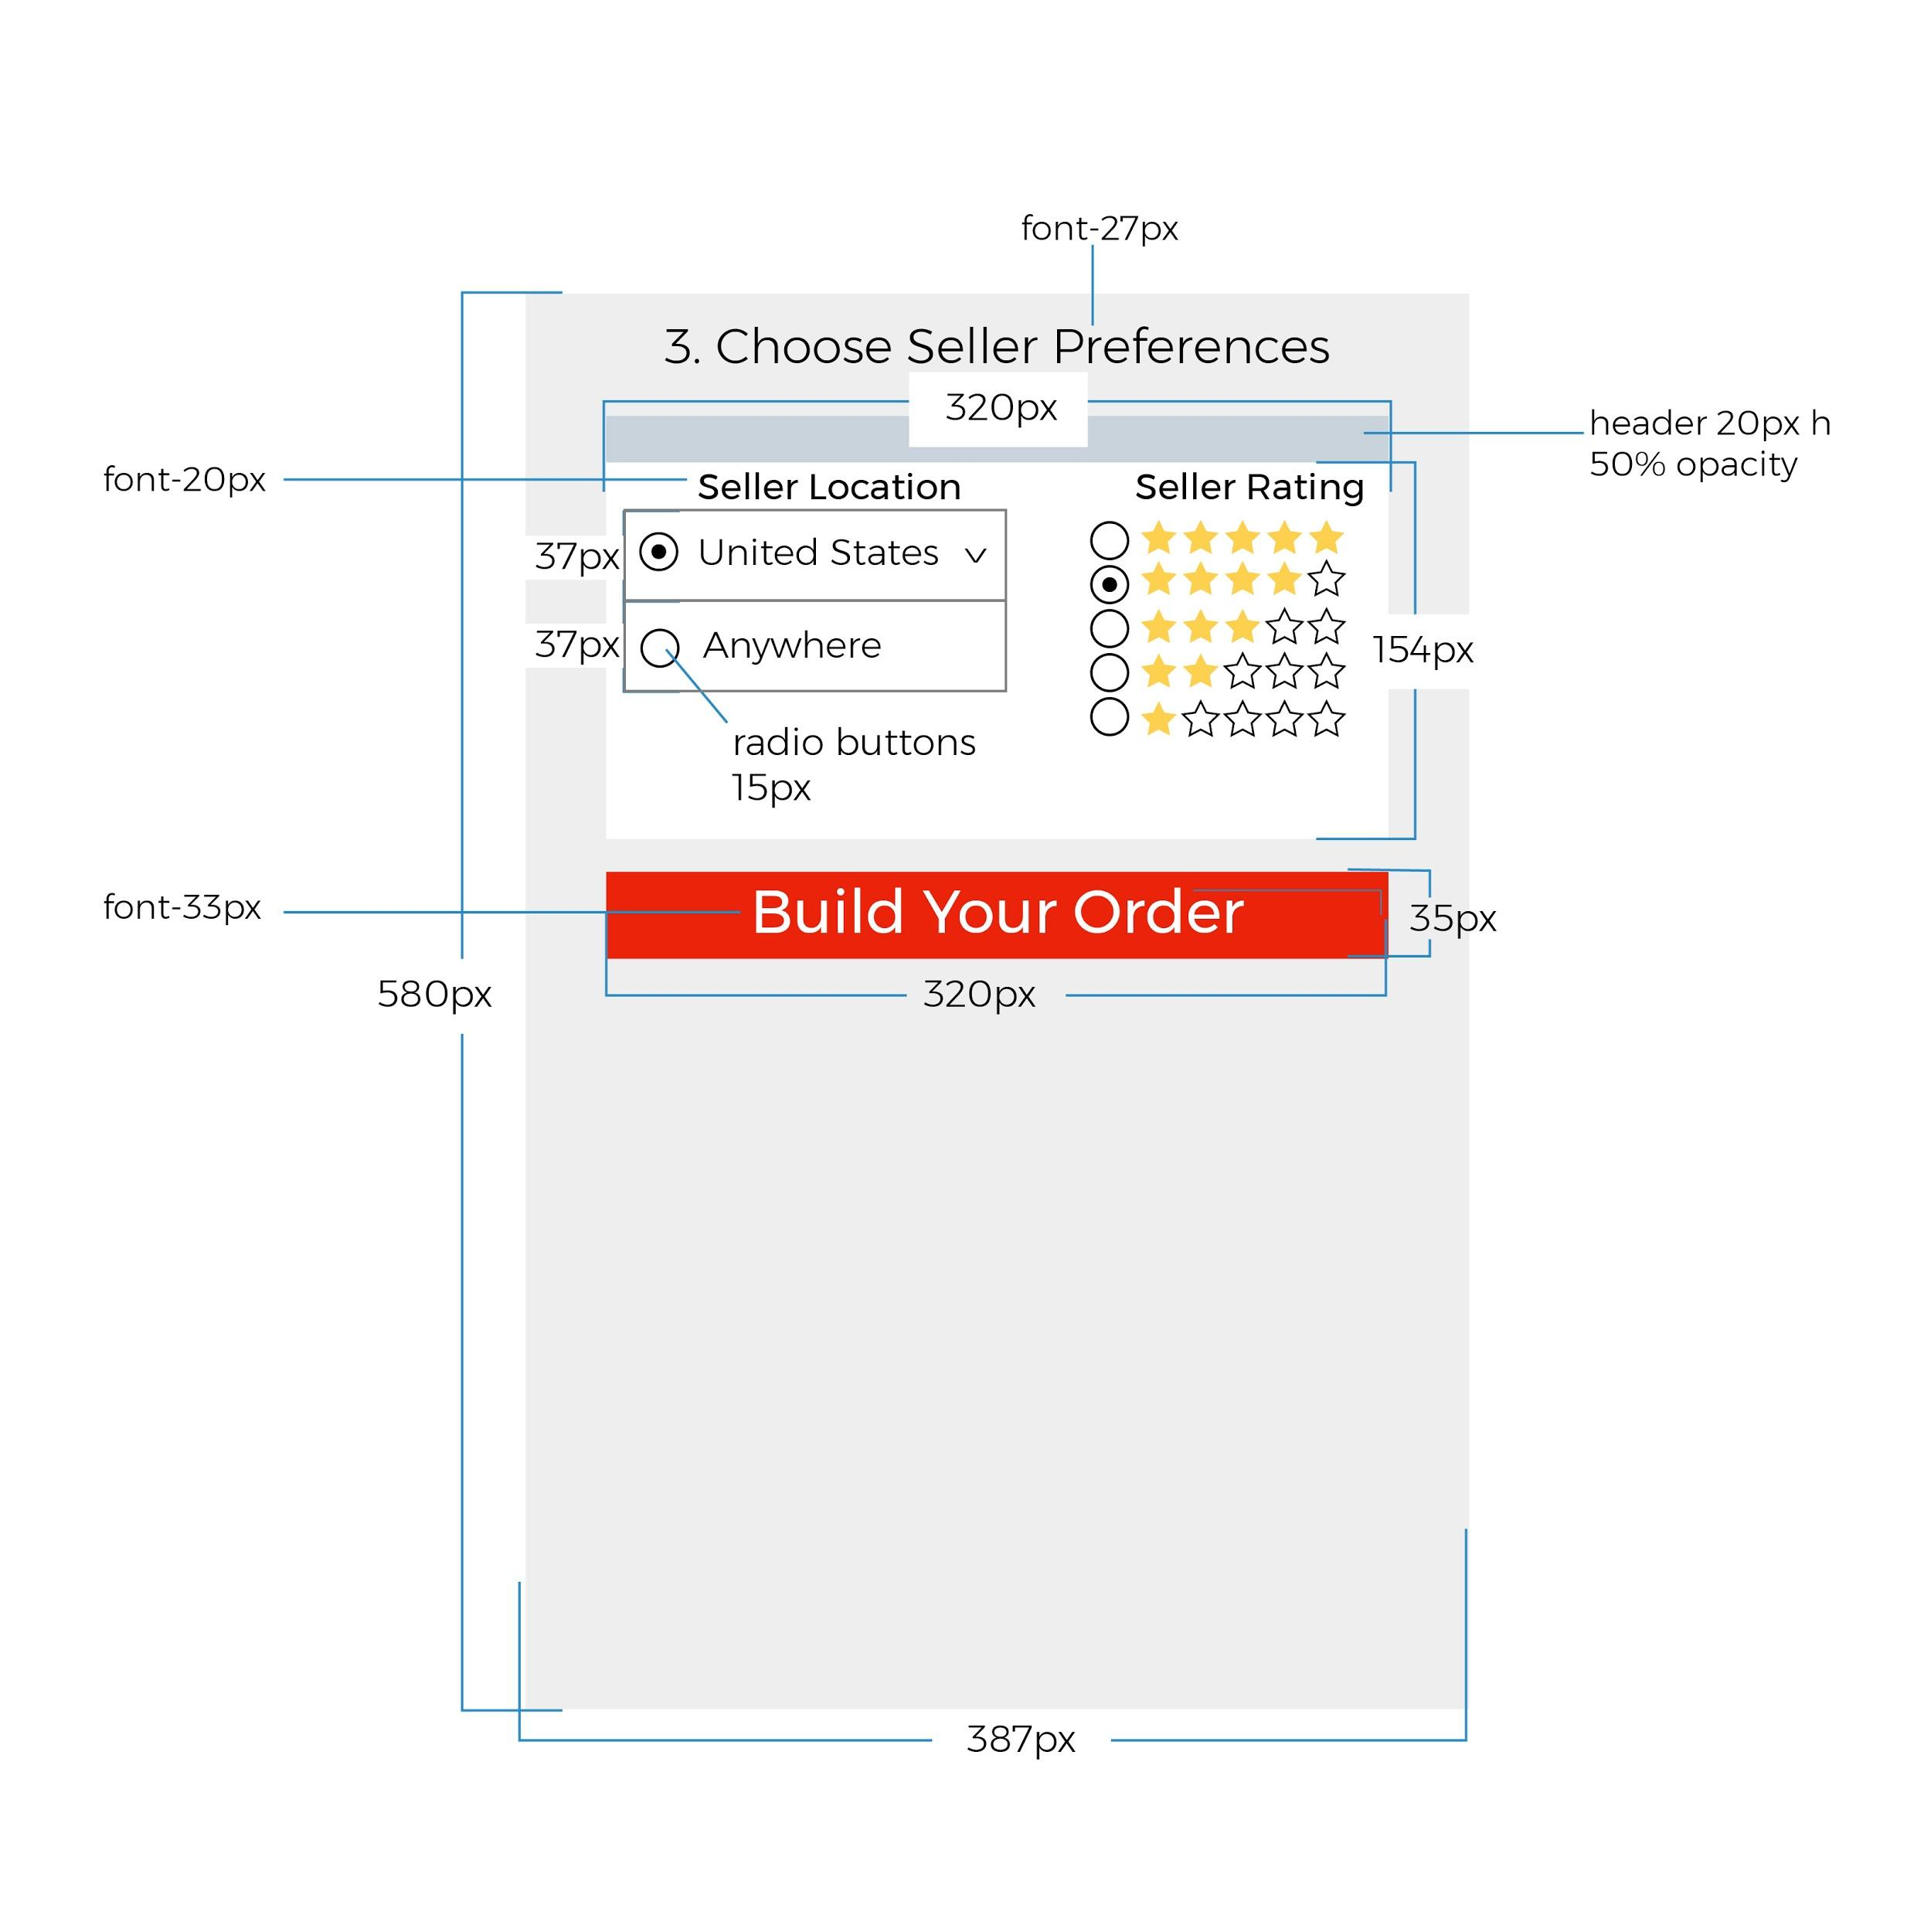 font-27px
3. Choose Seller Preferences
320px
header 20px h
50% opacity
font-20px
Seller Location
Seller Rating
37px
United States
37px
Anywhere
154px
radio buttons
15px
font-33px
Build Your Order
35px
580px
320px
387px